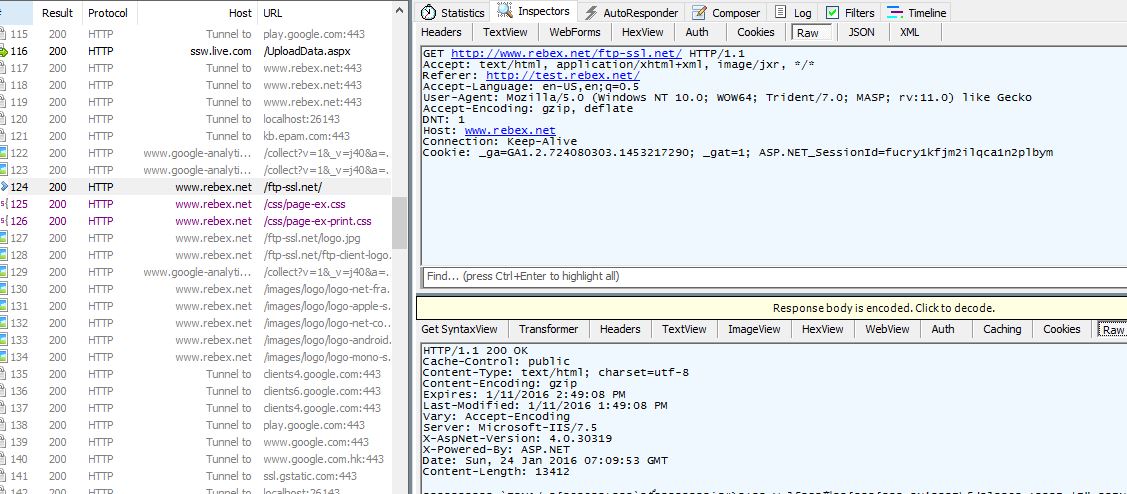 # Result Protocol Host URL
115 200 HTTP Tunnel to play.google.com:443
116 200 HTTP ssw.live.com /UploadData.aspx
117 200 HTTP Tunnel to www.rebex.net:443
118 200 HTTP Tunnel to www.rebex.net:443
119 200 HTTP Tunnel to www.rebex.net:443
120 200 HTTP Tunnel to localhost:26143
121 200 HTTP Tunnel to kb.epam.com:443
122 200 HTTP www.google-analyti... /collect?v=1&_v=j40&a=...
123 200 HTTP www.google-analyti... /collect?v=1&_v=j40&a=...
124 200 HTTP www.rebex.net /ftp-ssl.net/
125 200 HTTP www.rebex.net /css/page-ex.css
126 200 HTTP www.rebex.net /css/page-ex-print.css
127 200 HTTP www.rebex.net /ftp-ssl.net/logo.jpg
128 200 HTTP www.rebex.net /ftp-ssl.net/ftp-client-logo...
129 200 HTTP www.google-analyti... /collect?v=1&_v=j40&a=...
130 200 HTTP www.rebex.net /images/logo/logo-net-fra...
131 200 HTTP www.rebex.net /images/logo/logo-apple-s...
132 200 HTTP www.rebex.net /images/logo/logo-net-co...
133 200 HTTP www.rebex.net /images/logo/logo-android...
134 200 HTTP www.rebex.net /images/logo/logo-mono-s...
135 200 HTTP Tunnel to clients4.google.com:443
136 200 HTTP Tunnel to clients6.google.com:443
137 200 HTTP Tunnel to clients4.google.com:443
138 200 HTTP Tunnel to play.google.com:443
139 200 HTTP Tunnel to www.google.com:443
140 200 HTTP Tunnel to www.google.com.hk:443
141 200 HTTP Tunnel to ssl.gstatic.com:443
142 200 HTTP Tunnel to localhost:26143
Statistics Inspectors AutoResponder Composer Log Filters Timeline
Headers TextView WebForms HexView Auth Cookies Raw JSON XML
GET http://www.rebex.net/ftp-ssl.net/ HTTP/1.1
Accept: text/html, application/xhtml+xml, image/jxr, */*
Referer: http://test.rebex.net/
Accept-Language: en-US,en;q=0.5
User-Agent: Mozilla/5.0 (Windows NT 10.0; WOW64; Trident/7.0; MASP; rv:11.0) like Gecko
Accept-Encoding: gzip, deflate
DNT: 1
Host: www.rebex.net
Connection: Keep-Alive
Cookie: _ga=GA1.2.724080303.1453217290; _gat=1; ASP.NET_SessionId=fucry1kfjm2ilqca1n2plbym
Find... (press Ctrl+Enter to highlight all)
Response body is encoded. Click to decode.
Get SyntaxView Transformer Headers TextView ImageView HexView WebView Auth Caching Cookies Raw
HTTP/1.1 200 OK
Cache-Control: public
Content-Type: text/html; charset=utf-8
Content-Encoding: gzip
Expires: 1/11/2016 2:49:08 PM
Last-Modified: 1/11/2016 1:49:08 PM
Vary: Accept-Encoding
Server: Microsoft-IIS/7.5
X-AspNet-Version: 4.0.30319
X-Powered-By: ASP.NET
Date: Sun, 24 Jan 2016 07:09:53 GMT
Content-Length: 13412